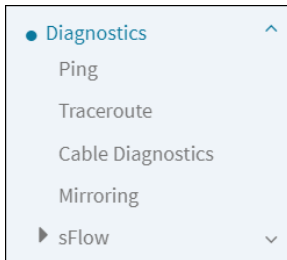 Diagnostics
Ping
Traceroute
Cable Diagnostics
Mirroring
sFlow